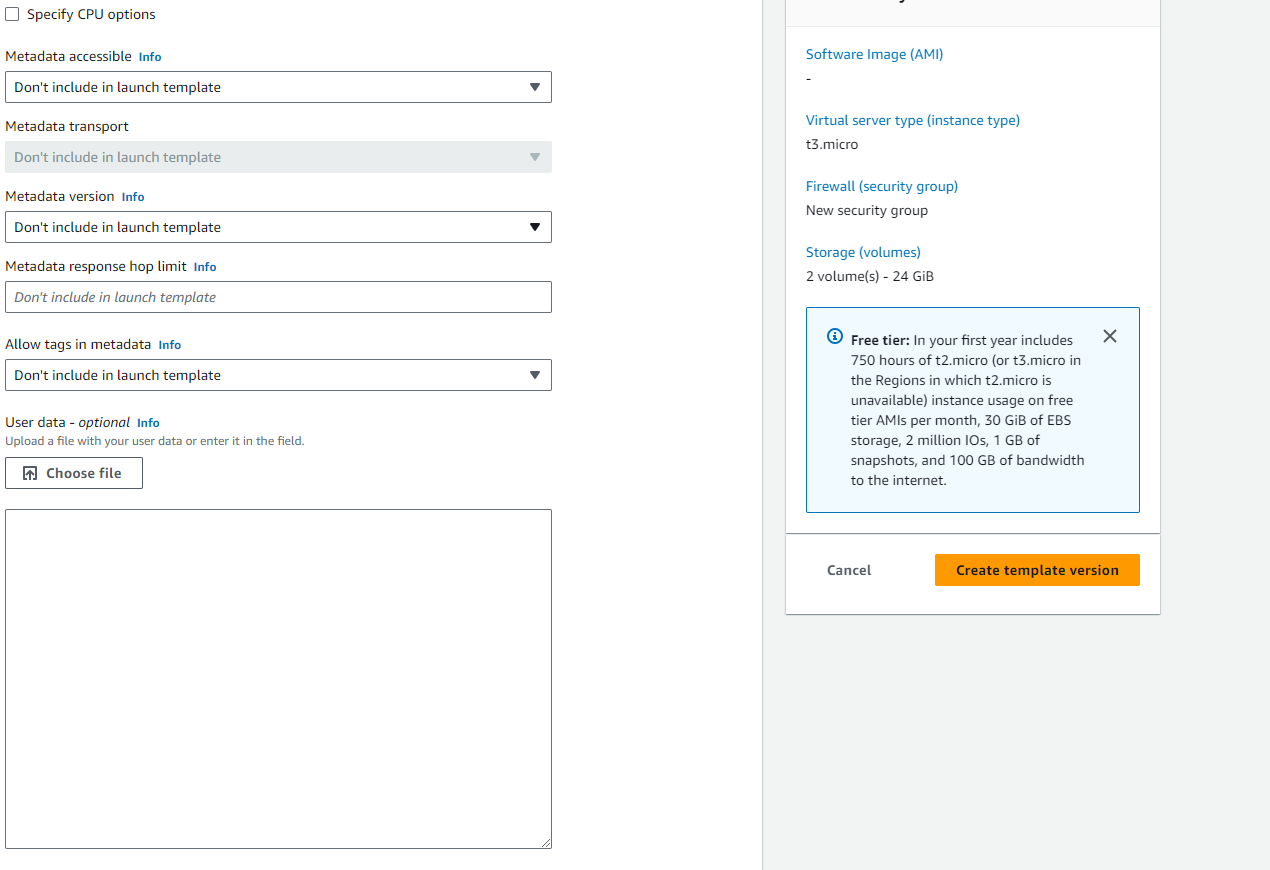 Specify CPU options
Metadata accessible Info
Don't include in launch template
Metadata transport
Don't include in launch template
Metadata version Info
Don't include in launch template
Metadata response hop limit Info
Don't include in launch template
Allow tags in metadata Info
Don't include in launch template
User data - optional Info
Upload a file with your user data or enter it in the field.
Choose file
Software Image (AMI)
-
Virtual server type (instance type)
t3.micro
Firewall (security group)
New security group
Storage (volumes)
2 volume(s) - 24 GiB
Free tier: In your first year includes
750 hours of t2.micro (or t3.micro in
the Regions in which t2.micro is
unavailable) instance usage on free
tier AMIs per month, 30 GiB of EBS
storage, 2 million IOs, 1 GB of
snapshots, and 100 GB of bandwidth
to the internet.
Cancel
Create template version